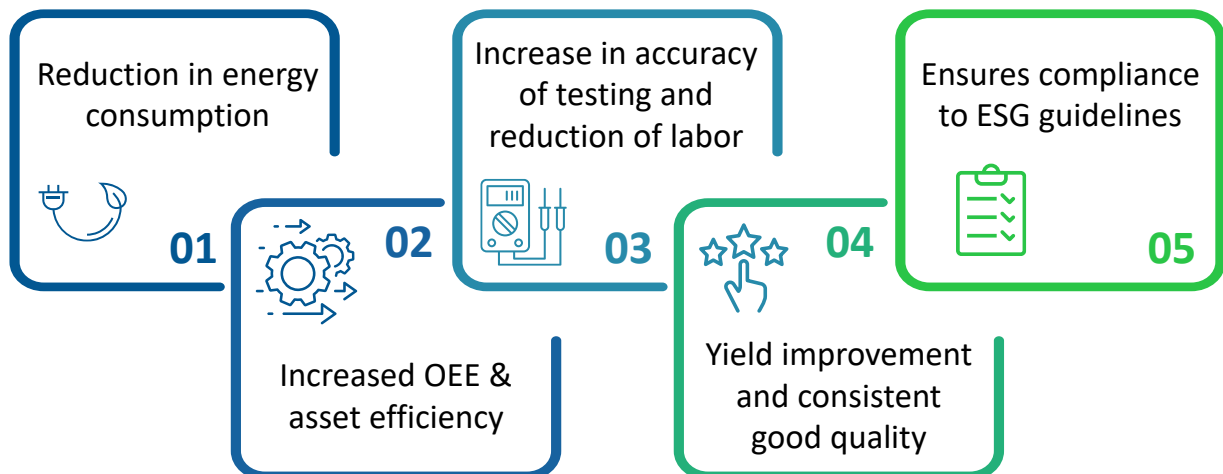 Reduction in energy
consumption
01
02
Increased OEE &
asset efficiency
Increase in accuracy
of testing and
reduction of labor
03
04
Yield improvement
and consistent
good quality
Ensures compliance
to ESG guidelines
05